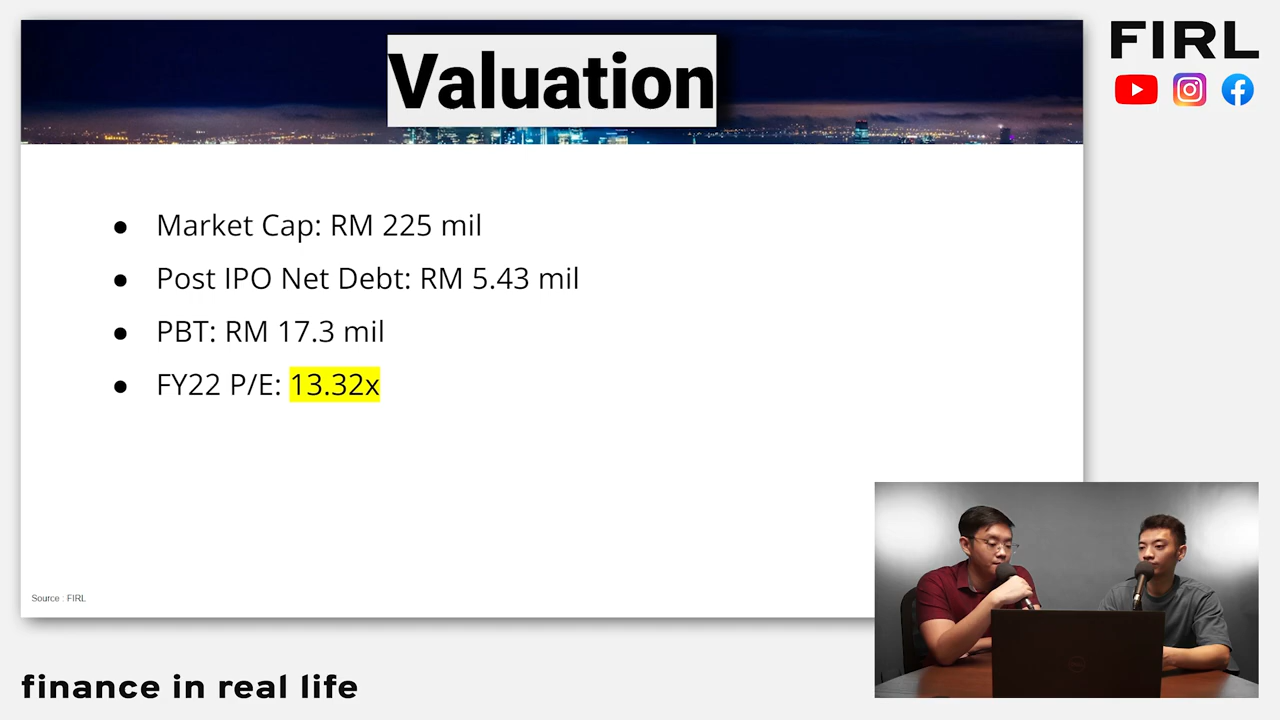 Valuation
FIRL
● Market Cap: RM 225 mil
● Post IPO Net Debt: RM 5.43 mil
● PBT: RM 17.3 mil
● FY22 P/E: 13.32x
Source : FIRL
finance in real life